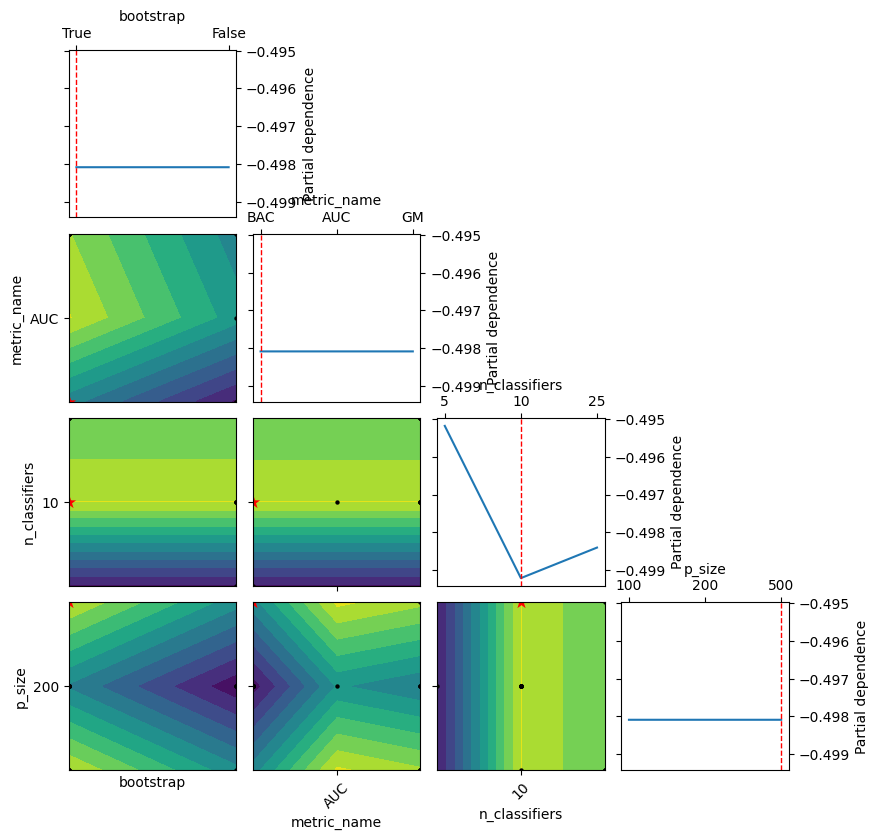 bootstrap
True False
−0.495
−0.496
−0.497
−0.498
−0.499
Partial dependence
metric_name
BAC AUC GM
−0.495
−0.496
−0.497
−0.498
−0.499
Partial dependence
metric_name
AUC
n_classifiers
5 10 25
−0.495
−0.496
−0.497
−0.498
−0.499
Partial dependence
n_classifiers
10
p_size
100 200 500
−0.495
−0.496
−0.497
−0.498
−0.499
Partial dependence
p_size
200
bootstrap
AUC
metric_name
10
n_classifiers